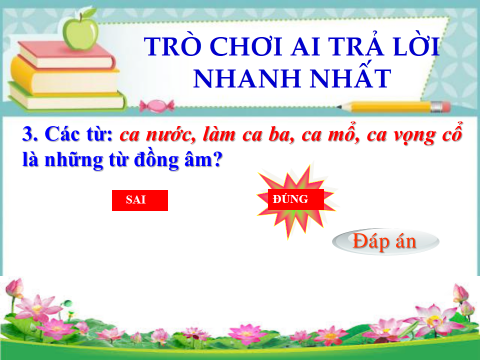 TRÒ CHƠI AI TRẢ LỜI
NHANH NHẤT
3. Các từ: ca nước, làm ca ba, ca mổ, ca vọng cổ
là những từ đồng âm?
SAI
ĐÚNG
Đáp án